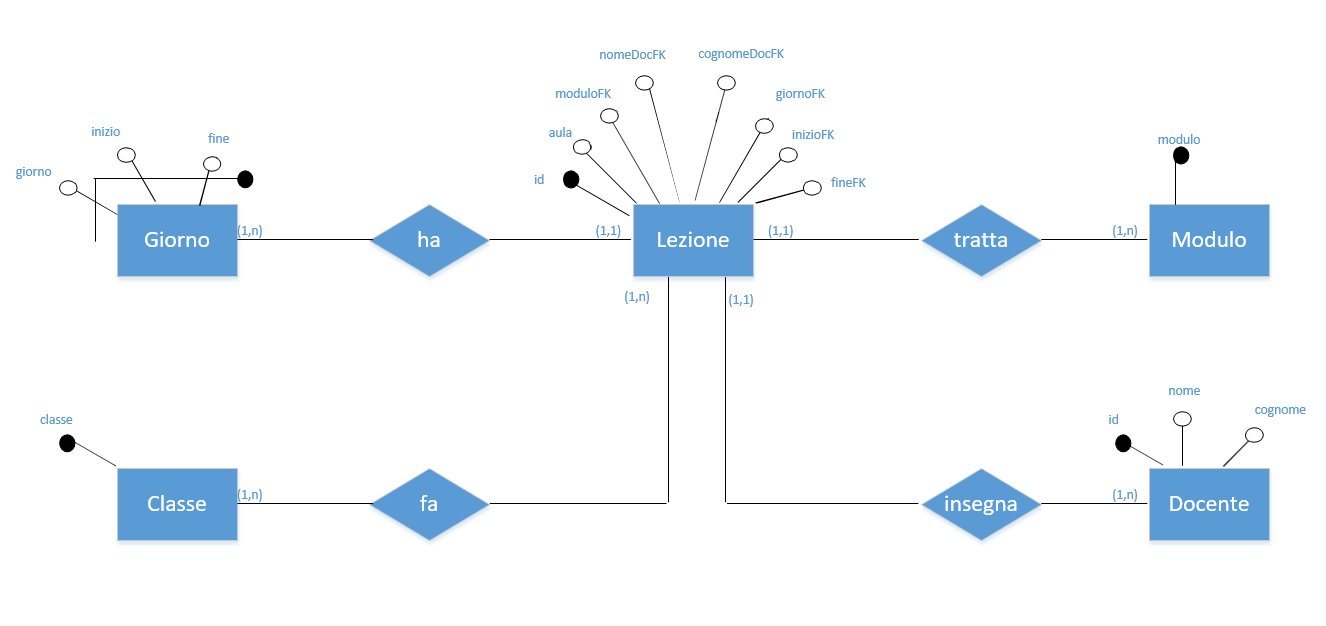 nomeDocFK
cognomeDocFK
moduloFK
giornoFK
inizio
fine
aula
inizioFK
modulo
giorno
id
fineFK
Giorno
(1,n)
ha
(1,1)
Lezione
(1,1)
tratta
(1,n)
Modulo
(1,n)
(1,1)
nome
classe
id
cognome
Classe
(1,n)
fa
insegna
(1,n)
Docente